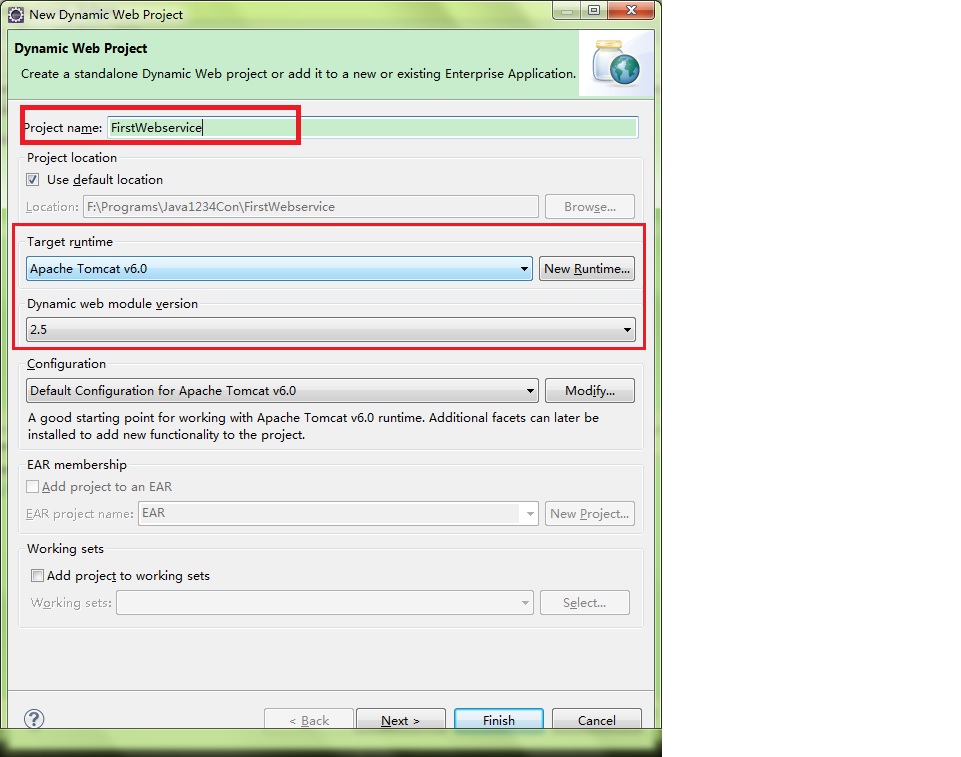 New Dynamic Web Project
Dynamic Web Project
Create a standalone Dynamic Web project or add it to a new or existing Enterprise Application.
Project name: FirstWebservice
Project location
Use default location
Location: F:\Programs\Java1234Con\FirstWebservice Browse...
Target runtime
Apache Tomcat v6.0 New Runtime...
Dynamic web module version
2.5
Configuration
Default Configuration for Apache Tomcat v6.0 Modify...
A good starting point for working with Apache Tomcat v6.0 runtime. Additional facets can later be
installed to add new functionality to the project.
EAR membership
Add project to an EAR
EAR project name: EAR New Project...
Working sets
Add project to working sets
Working sets: Select...
? < Back Next > Finish Cancel